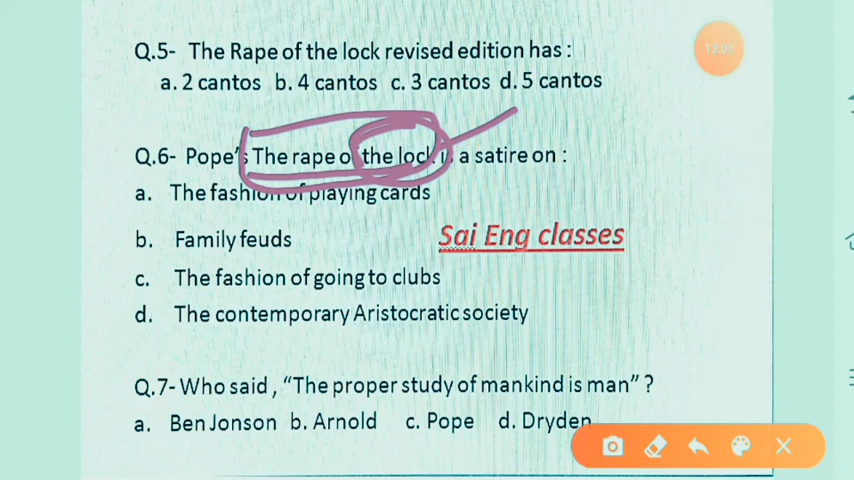 13:01
Q.5- The Rape of the lock revised edition has :
a. 2 cantos b. 4 cantos c. 3 cantos d. 5 cantos
Q.6- Pope's The rape of the lock is a satire on :
a. The fashion of playing cards
b. Family feuds
Sai Eng classes
c. The fashion of going to clubs
d. The contemporary Aristocratic society
Q.7- Who said , "The proper study of mankind is man" ?
a. Ben Jonson b. Arnold c. Pope d. Dryden